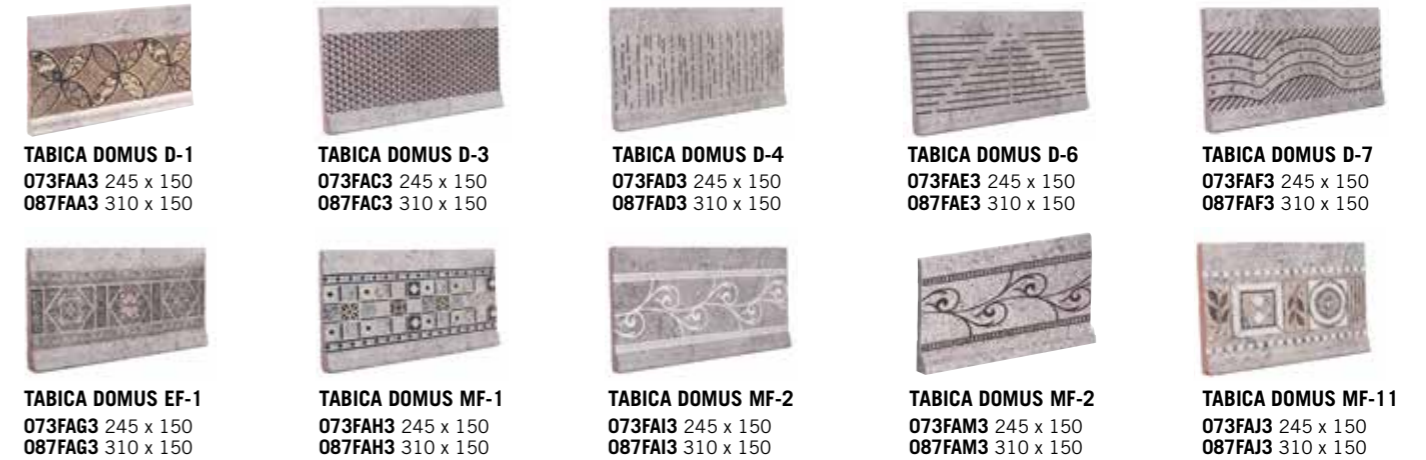 TABICA DOMUS D-1
073FAA3 245 x 150
087FAA3 310 x 150
TABICA DOMUS D-3
073FAC3 245 x 150
087FAC3 310 x 150
TABICA DOMUS D-4
073FAD3 245 x 150
087FAD3 310 x 150
TABICA DOMUS D-6
073FAE3 245 x 150
087FAE3 310 x 150
TABICA DOMUS D-7
073FAF3 245 x 150
087FAF3 310 x 150
TABICA DOMUS EF-1
073FAG3 245 x 150
087FAG3 310 x 150
TABICA DOMUS MF-1
073FAH3 245 x 150
087FAH3 310 x 150
TABICA DOMUS MF-2
073FAI3 245 x 150
087FAI3 310 x 150
TABICA DOMUS MF-2
073FAM3 245 x 150
087FAM3 310 x 150
TABICA DOMUS MF-11
073FAJ3 245 x 150
087FAJ3 310 x 150